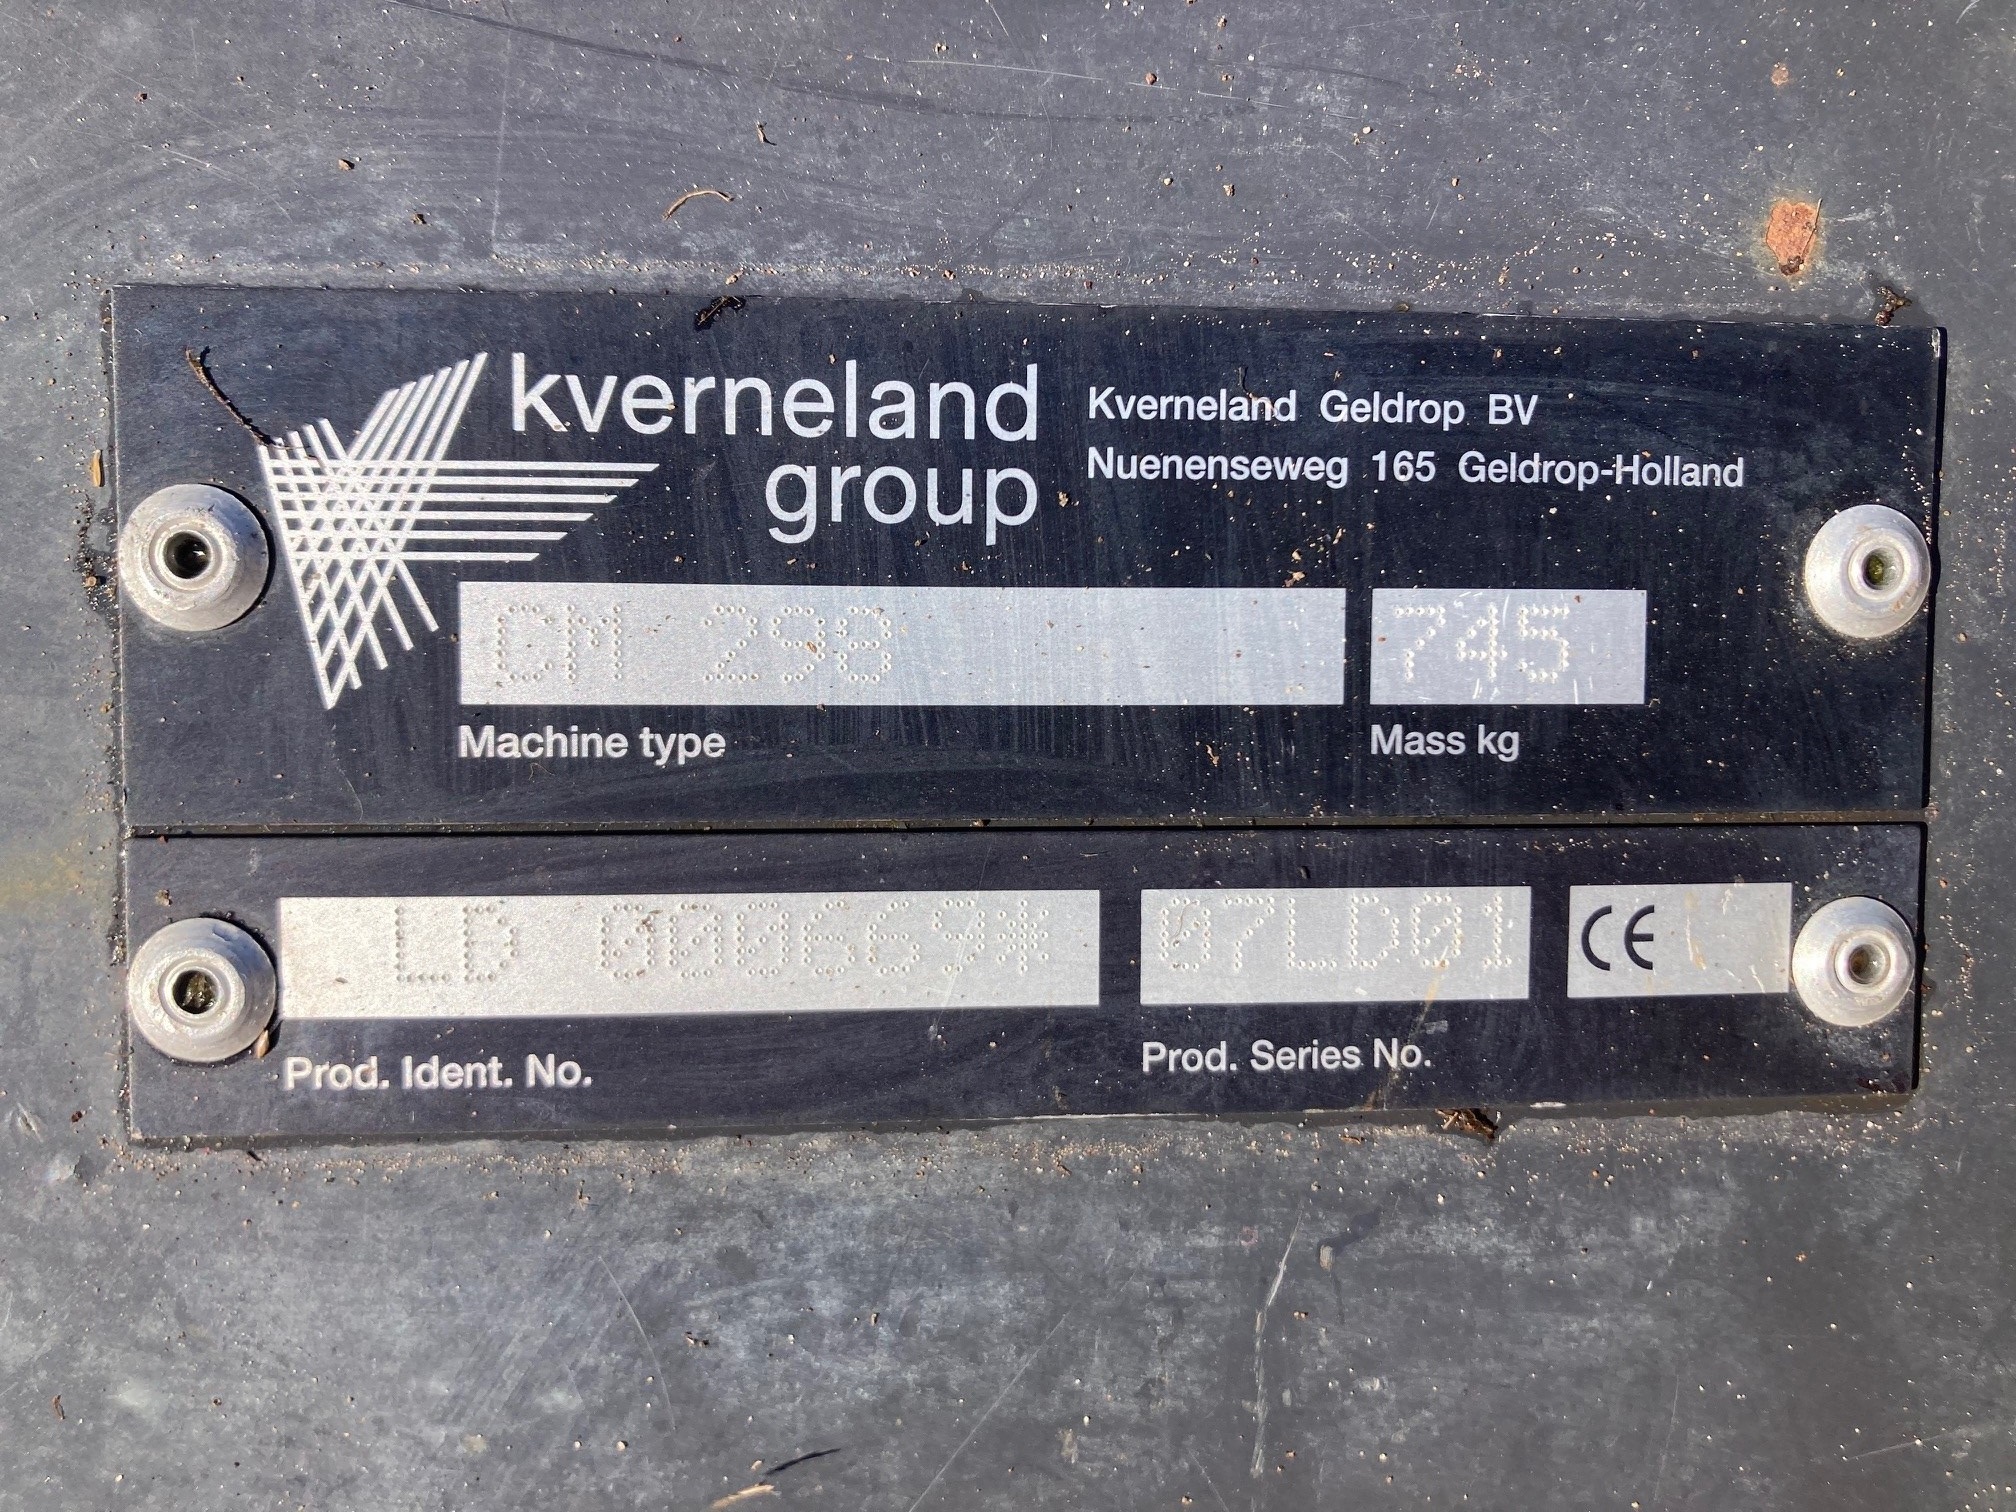 kverneland
group
Kverneland Geldrop BV
Nuenenseweg 165 Geldrop-Holland
CM 298
745
Machine type
Mass kg
LB 000669*
07LD01
CE
Prod. Ident. No.
Prod. Series No.